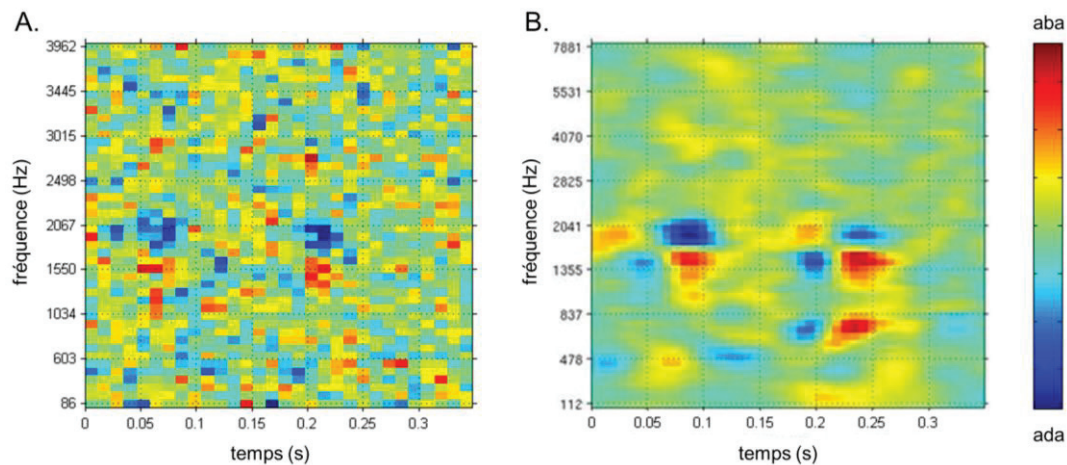 A.
3962
3445
3015
2498
2067
1550
1034
603
86
fréquence (Hz)
0 0.05 0.1 0.15 0.2 0.25 0.3
temps (s)
B.
7881
5531
4070
2825
2041
1355
837
478
112
fréquence (Hz)
0 0.05 0.1 0.15 0.2 0.25 0.3
temps (s)
aba
ada